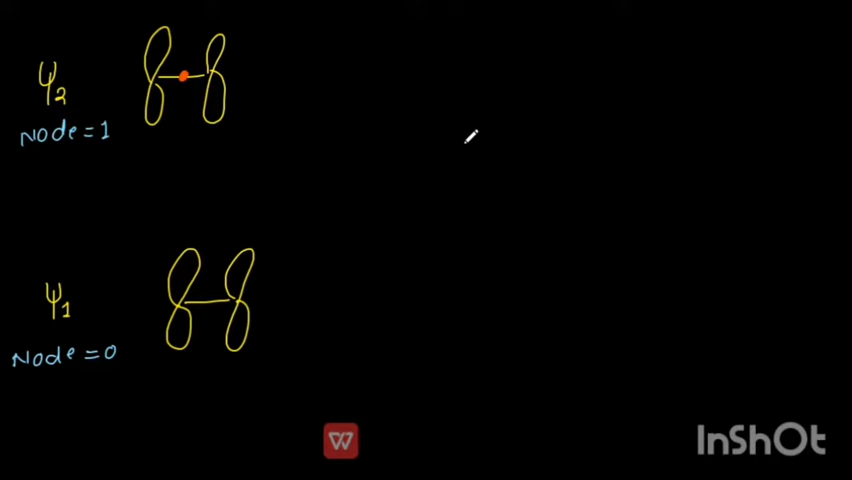 ψ2
Node = 1
ψ1
Node = 0
W
InShOt